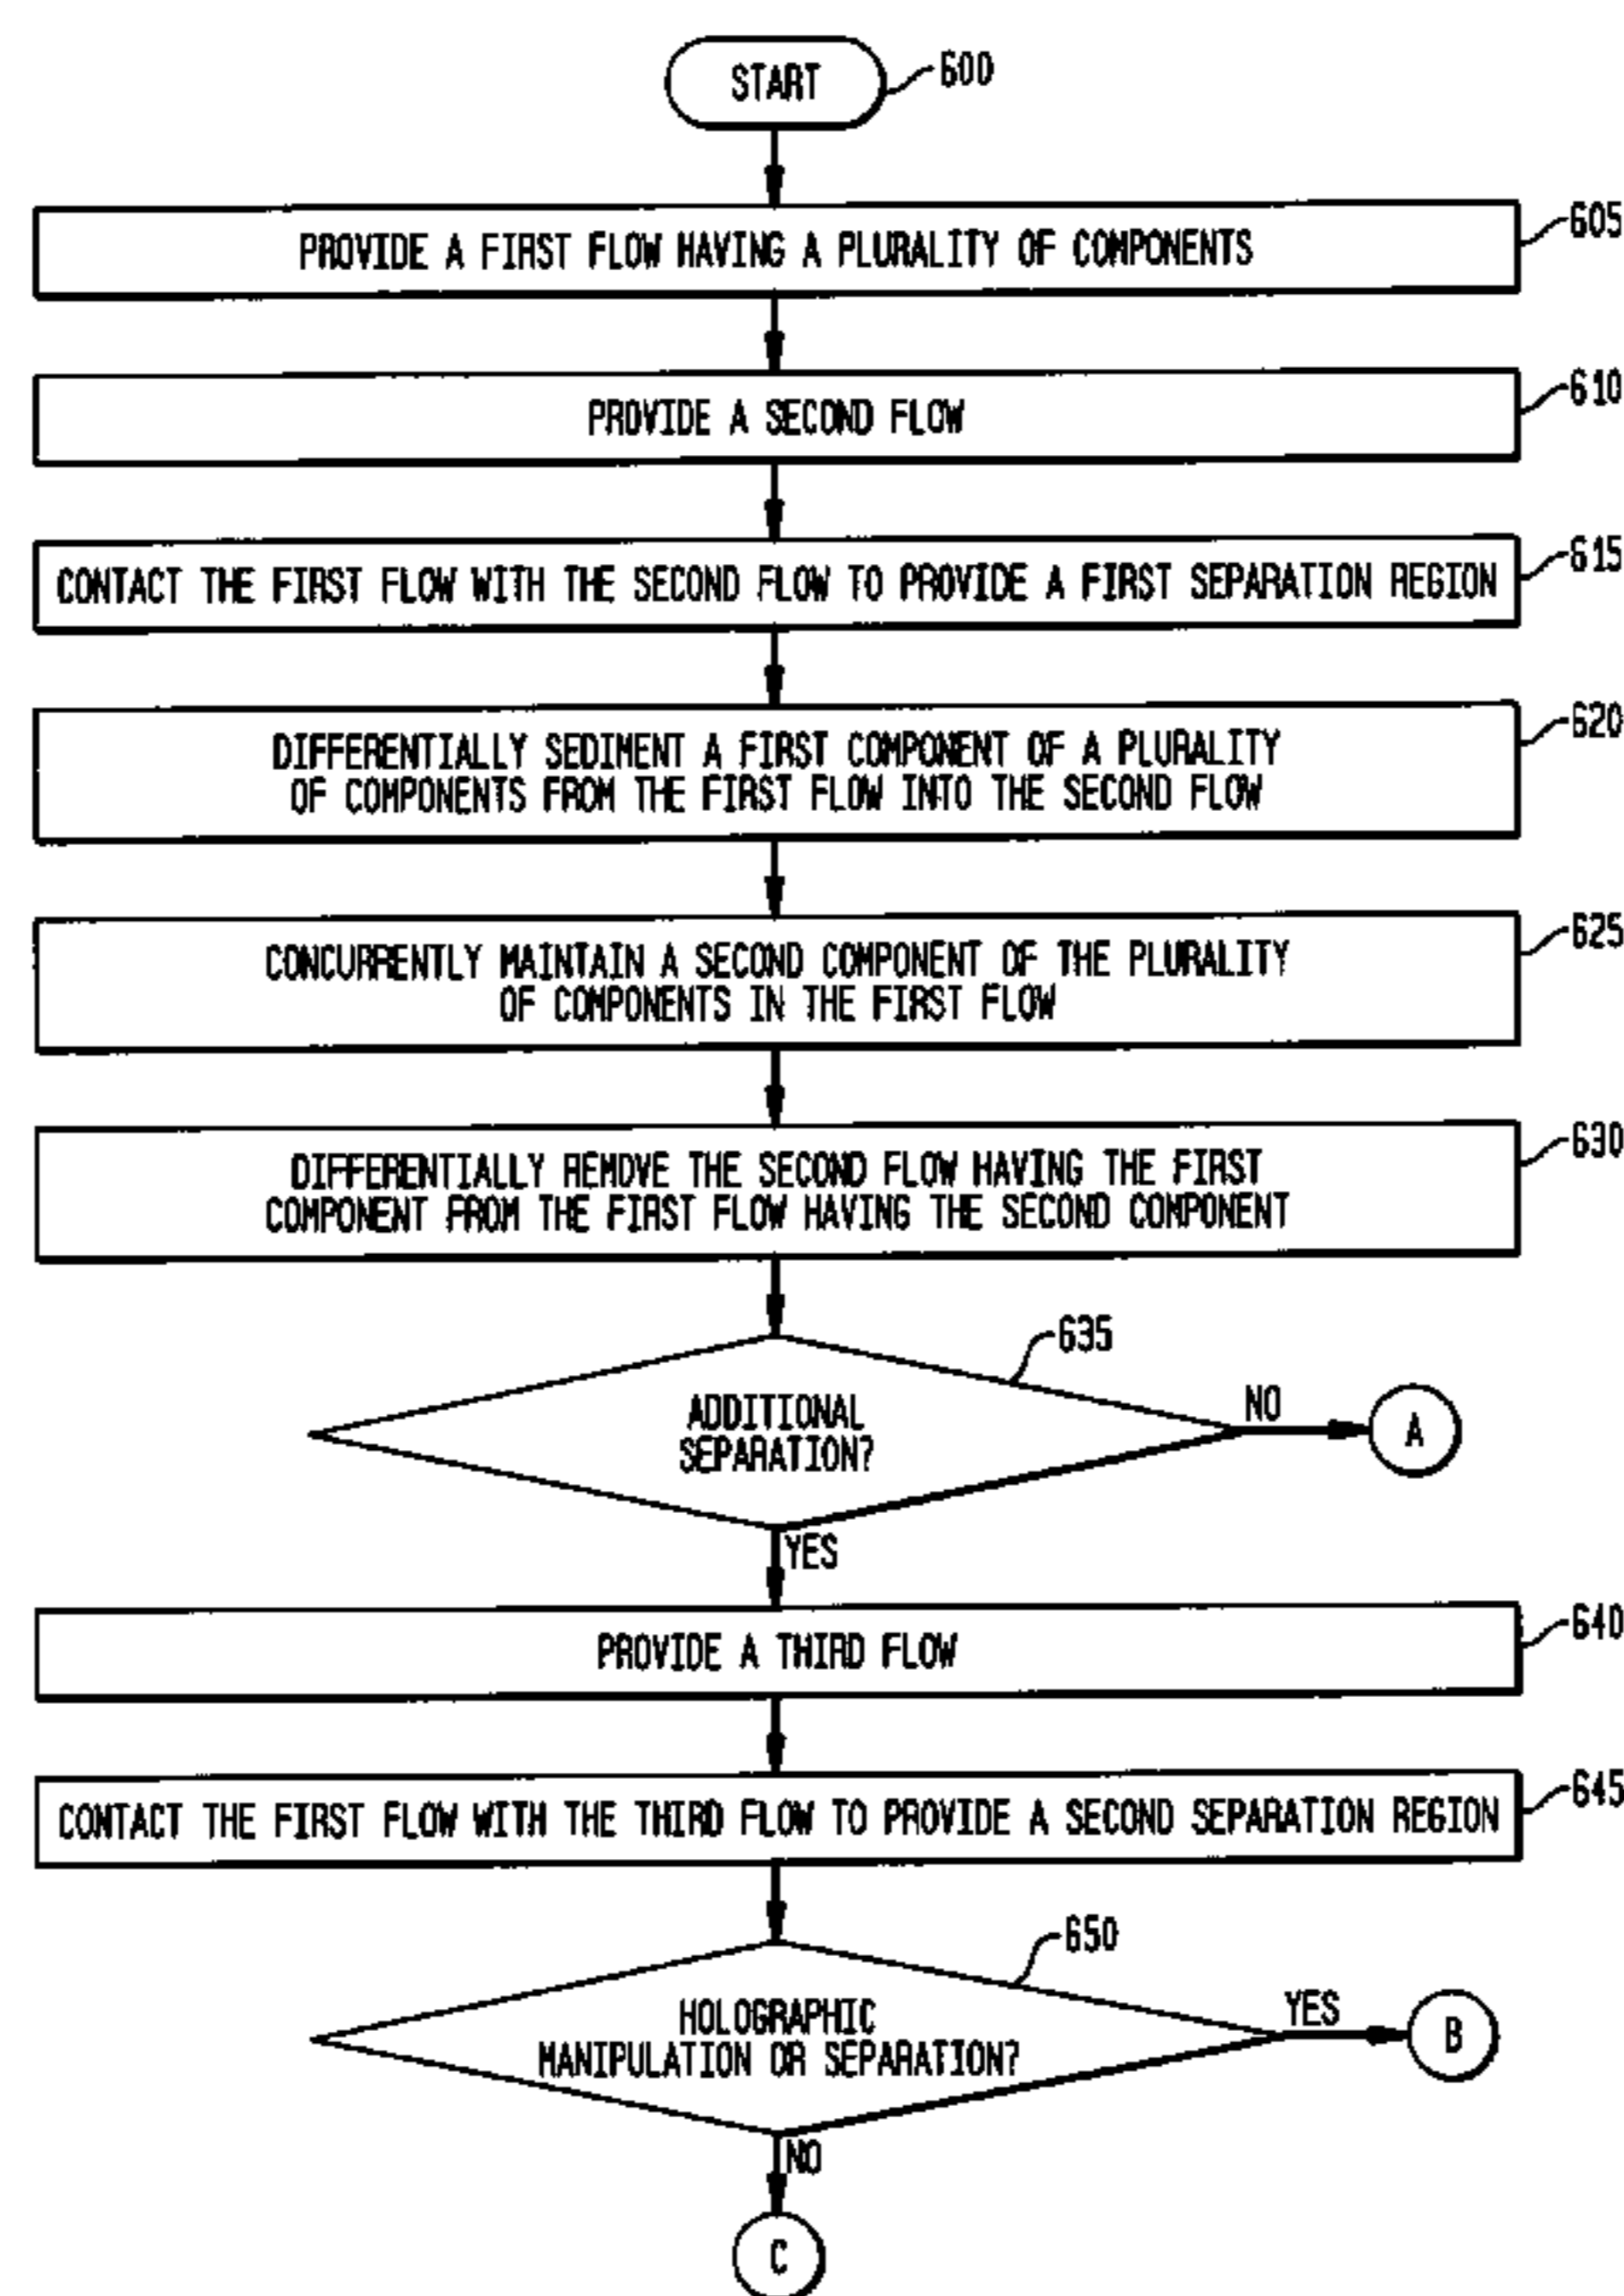 START
600
PROVIDE A FIRST FLOW HAVING A PLURALITY OF COMPONENTS
605
PROVIDE A SECOND FLOW
610
CONTACT THE FIRST FLOW WITH THE SECOND FLOW TO PROVIDE A FIRST SEPARATION REGION
615
DIFFERENTIALLY SEDIMENT A FIRST COMPONENT OF A PLURALITY
OF COMPONENTS FROM THE FIRST FLOW INTO THE SECOND FLOW
620
CONCURRENTLY MAINTAIN A SECOND COMPONENT OF THE PLURALITY
OF COMPONENTS IN THE FIRST FLOW
625
DIFFERENTIALLY REMOVE THE SECOND FLOW HAVING THE FIRST
COMPONENT FROM THE FIRST FLOW HAVING THE SECOND COMPONENT
630
635
ADDITIONAL
SEPARATION?
NO
A
YES
PROVIDE A THIRD FLOW
640
CONTACT THE FIRST FLOW WITH THE THIRD FLOW TO PROVIDE A SECOND SEPARATION REGION
645
650
HOLOGRAPHIC
MANIPULATION OR SEPARATION?
YES
B
NO
C